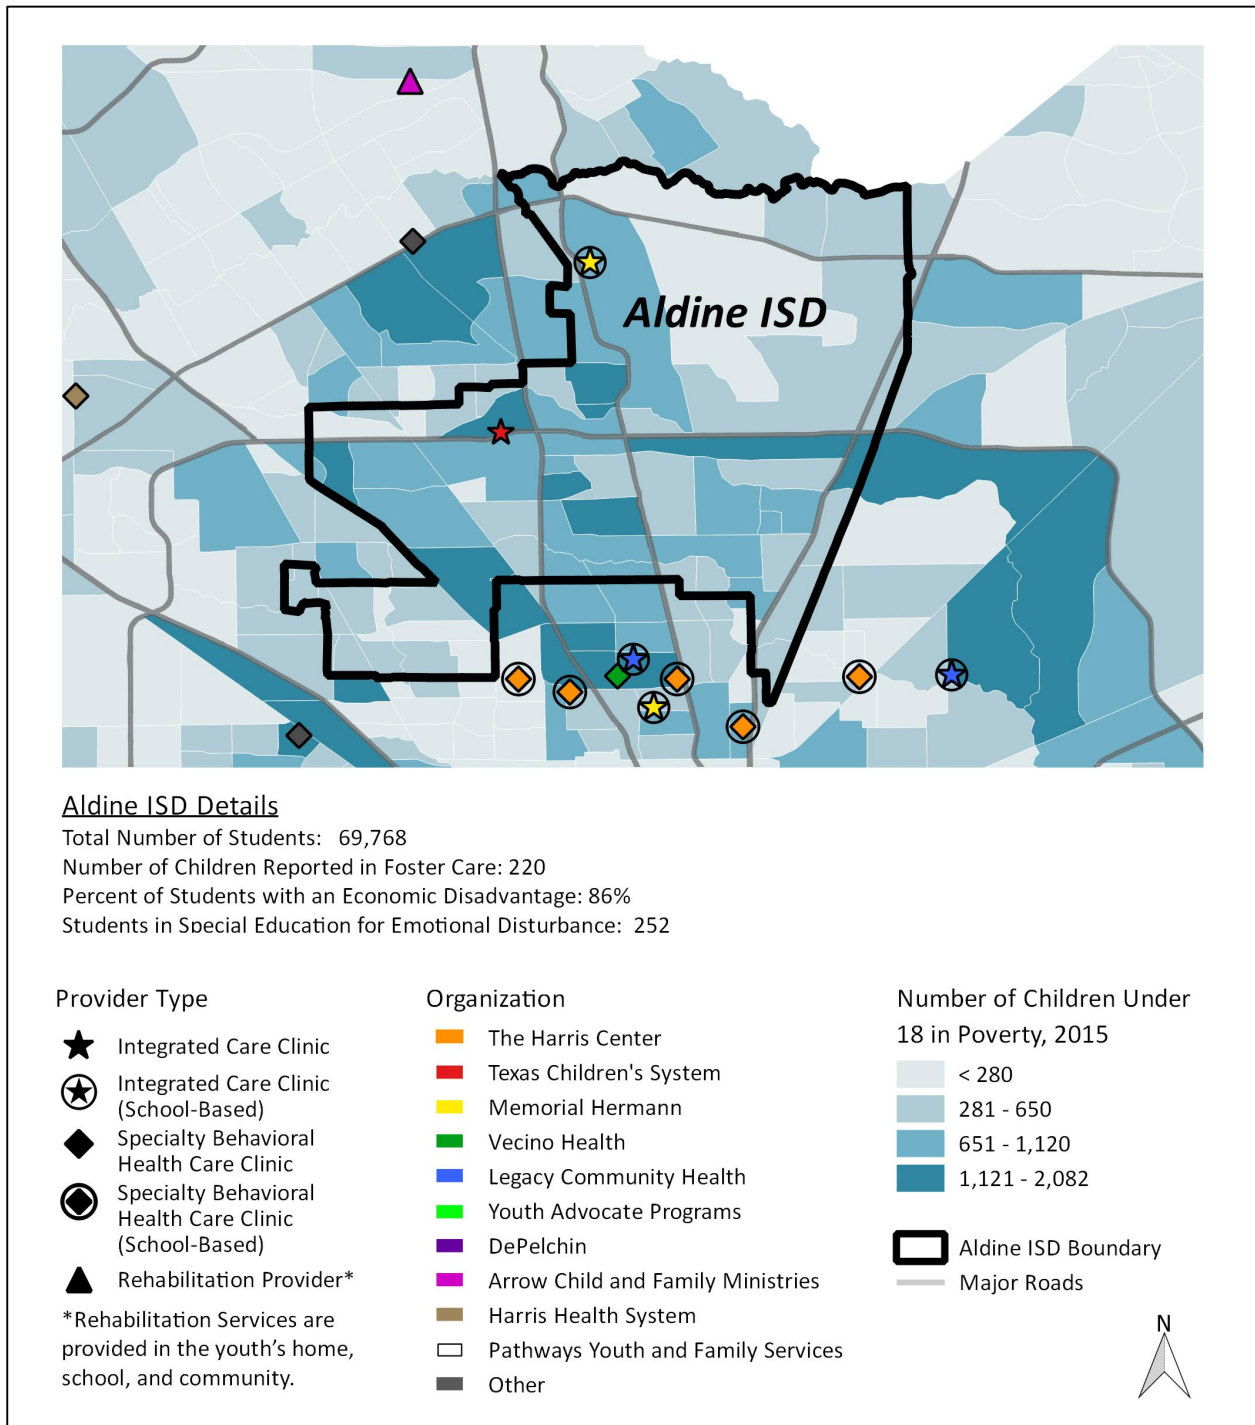 Aldine ISD
Aldine ISD Details
Total Number of Students: 69,768
Number of Children Reported in Foster Care: 220
Percent of Students with an Economic Disadvantage: 86%
Students in Special Education for Emotional Disturbance: 252
Provider Type
Integrated Care Clinic
Integrated Care Clinic
(School-Based)
Specialty Behavioral
Health Care Clinic
Specialty Behavioral
Health Care Clinic
(School-Based)
Rehabilitation Provider*
*Rehabilitation Services are
provided in the youth’s home,
school, and community.
Organization
The Harris Center
Texas Children's System
Memorial Hermann
Vecino Health
Legacy Community Health
Youth Advocate Programs
DePelchin
Arrow Child and Family Ministries
Harris Health System
Pathways Youth and Family Services
Other
Number of Children Under
18 in Poverty, 2015
< 280
281 - 650
651 - 1,120
1,121 - 2,082
Aldine ISD Boundary
Major Roads
N